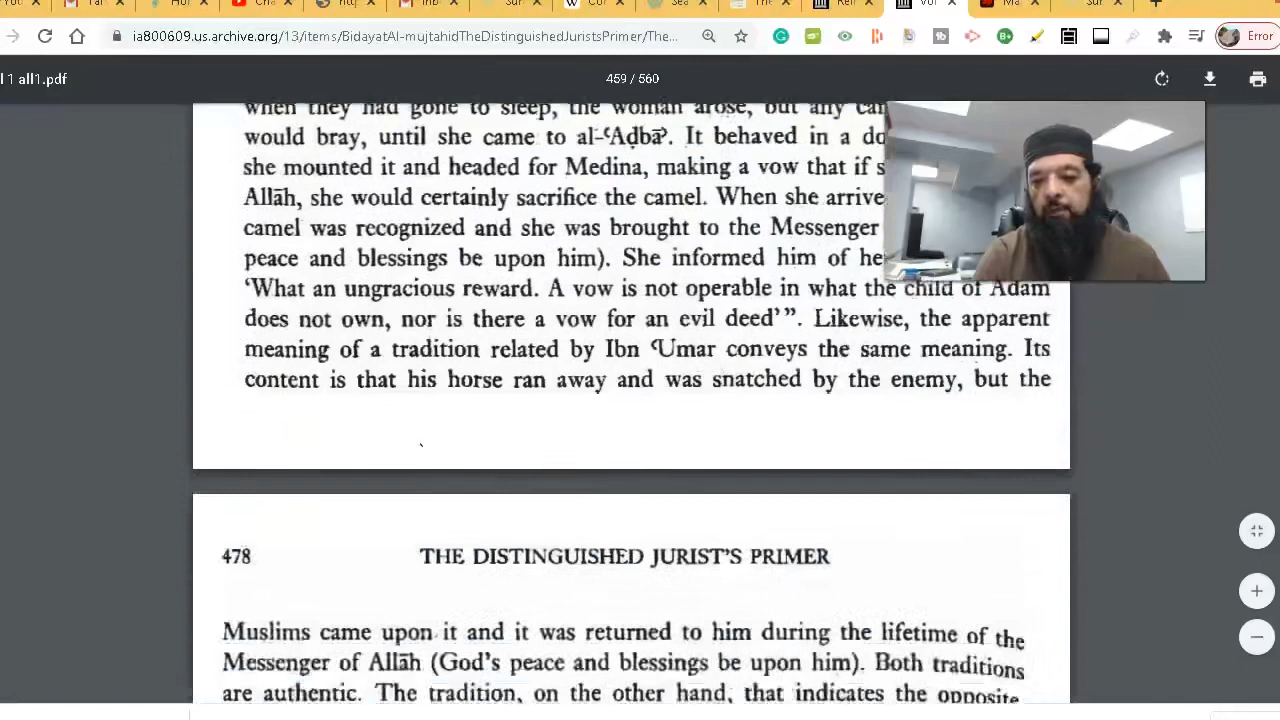 ia800609.us.archive.org/13/items/BidayatAl-mujtahidTheDistinguishedJuristsPrimer/The...
Error
l 1 all1.pdf
459 / 560
when they had gone to sleep, the woman arose, but any
would bray, until she came to al-ʿAḍbāʾ. It behaved in a
she mounted it and headed for Medina, making a vow that if
Allāh, she would certainly sacrifice the camel. When she
camel was recognized and she was brought to the Messenger
peace and blessings be upon him). She informed him of
‘What an ungracious reward. A vow is not operable in what the child of Adam
does not own, nor is there a vow for an evil deed’”. Likewise, the apparent
meaning of a tradition related by Ibn ʿUmar conveys the same meaning. Its
content is that his horse ran away and was snatched by the enemy, but the
478 THE DISTINGUISHED JURIST'S PRIMER
Muslims came upon it and it was returned to him during the lifetime of the
Messenger of Allāh (God's peace and blessings be upon him). Both traditions
are authentic. The tradition, on the other hand, that indicates the opposite